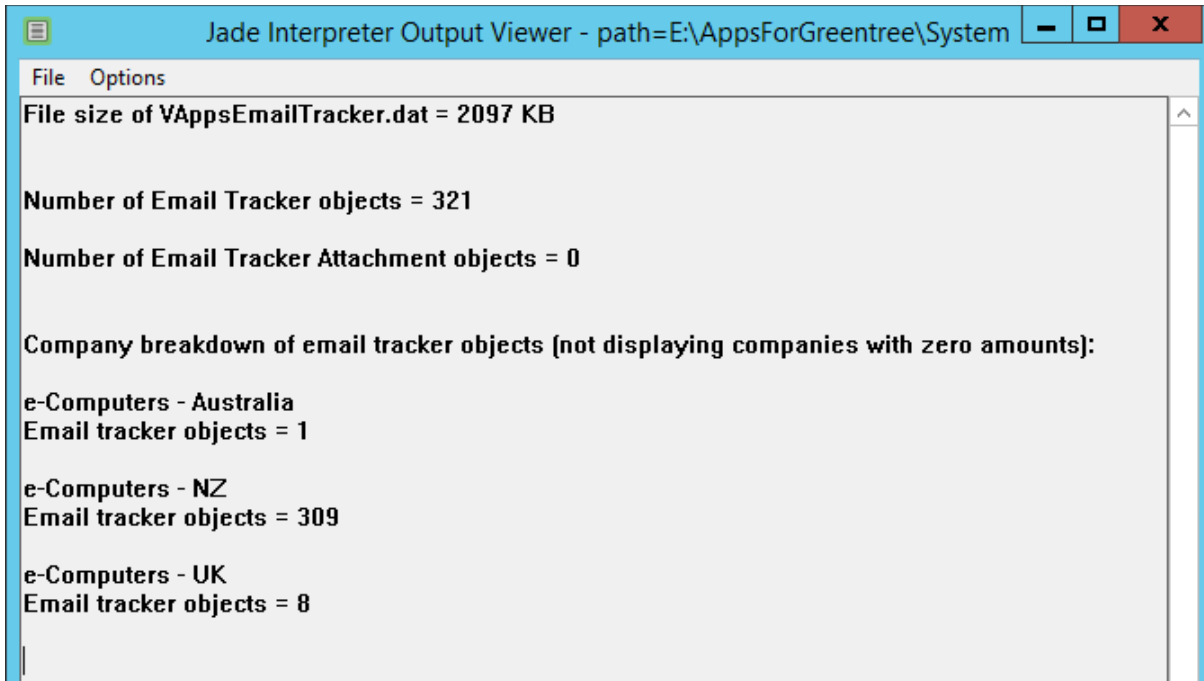 Jade Interpreter Output Viewer - path=E:\AppsForGreentree\System
File Options
File size of VAppsEmailTracker.dat = 2097 KB
Number of Email Tracker objects = 321
Number of Email Tracker Attachment objects = 0
Company breakdown of email tracker objects (not displaying companies with zero amounts):
e-Computers - Australia
Email tracker objects = 1
e-Computers - NZ
Email tracker objects = 309
e-Computers - UK
Email tracker objects = 8